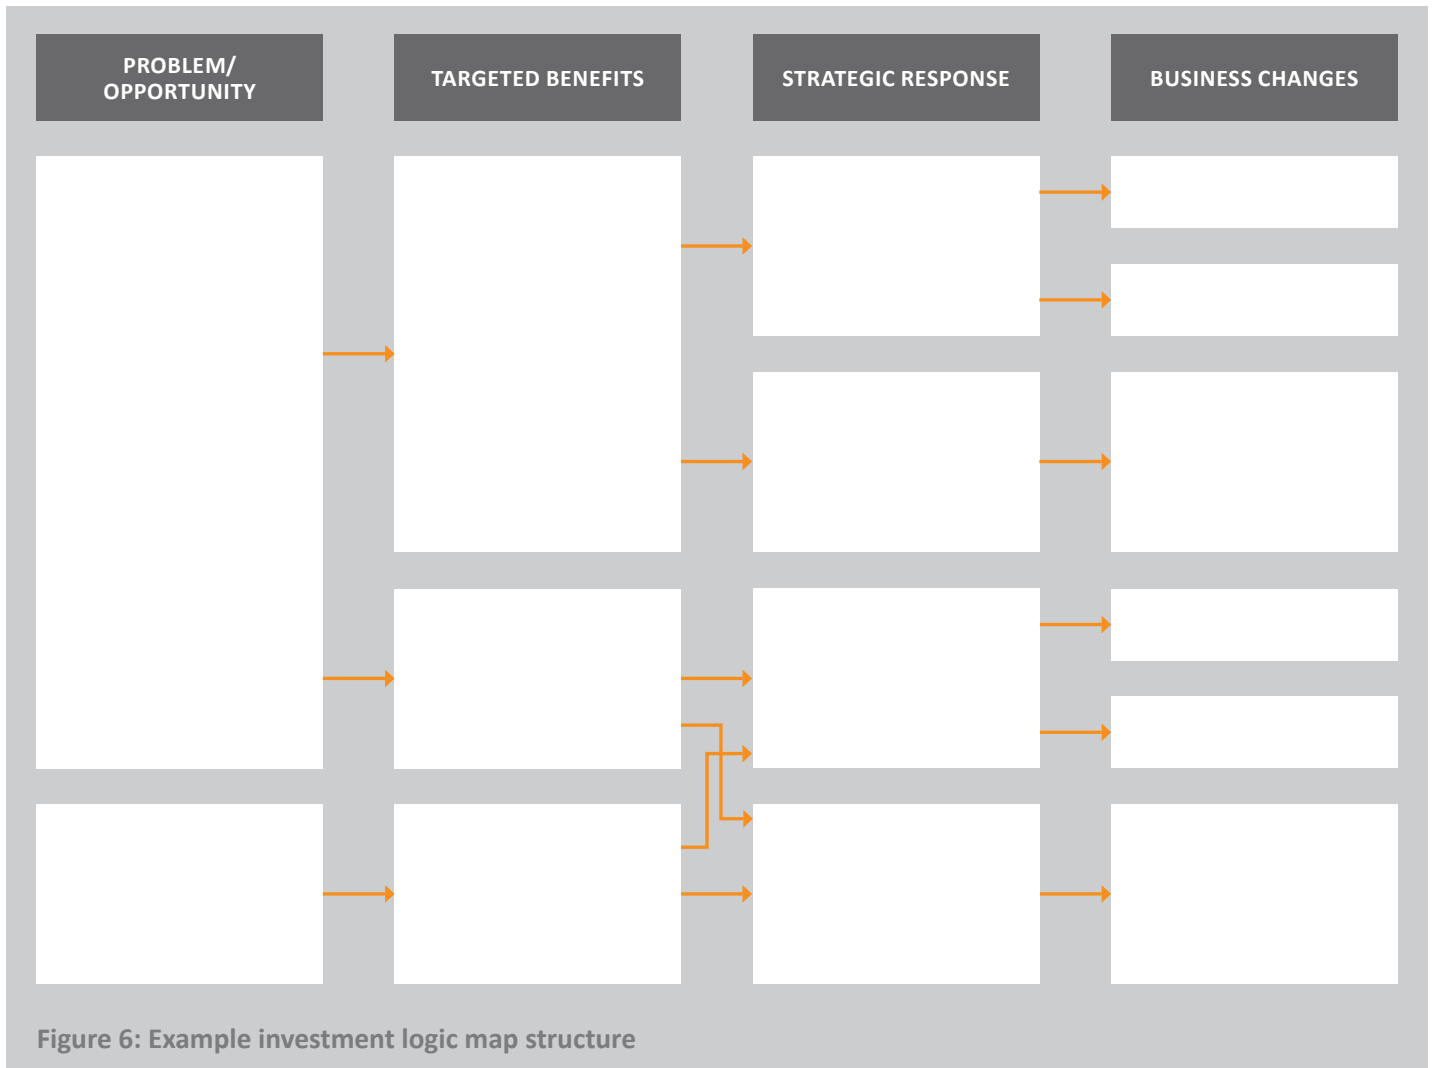 PROBLEM/
OPPORTUNITY
TARGETED BENEFITS
STRATEGIC RESPONSE
BUSINESS CHANGES
Figure 6: Example investment logic map structure